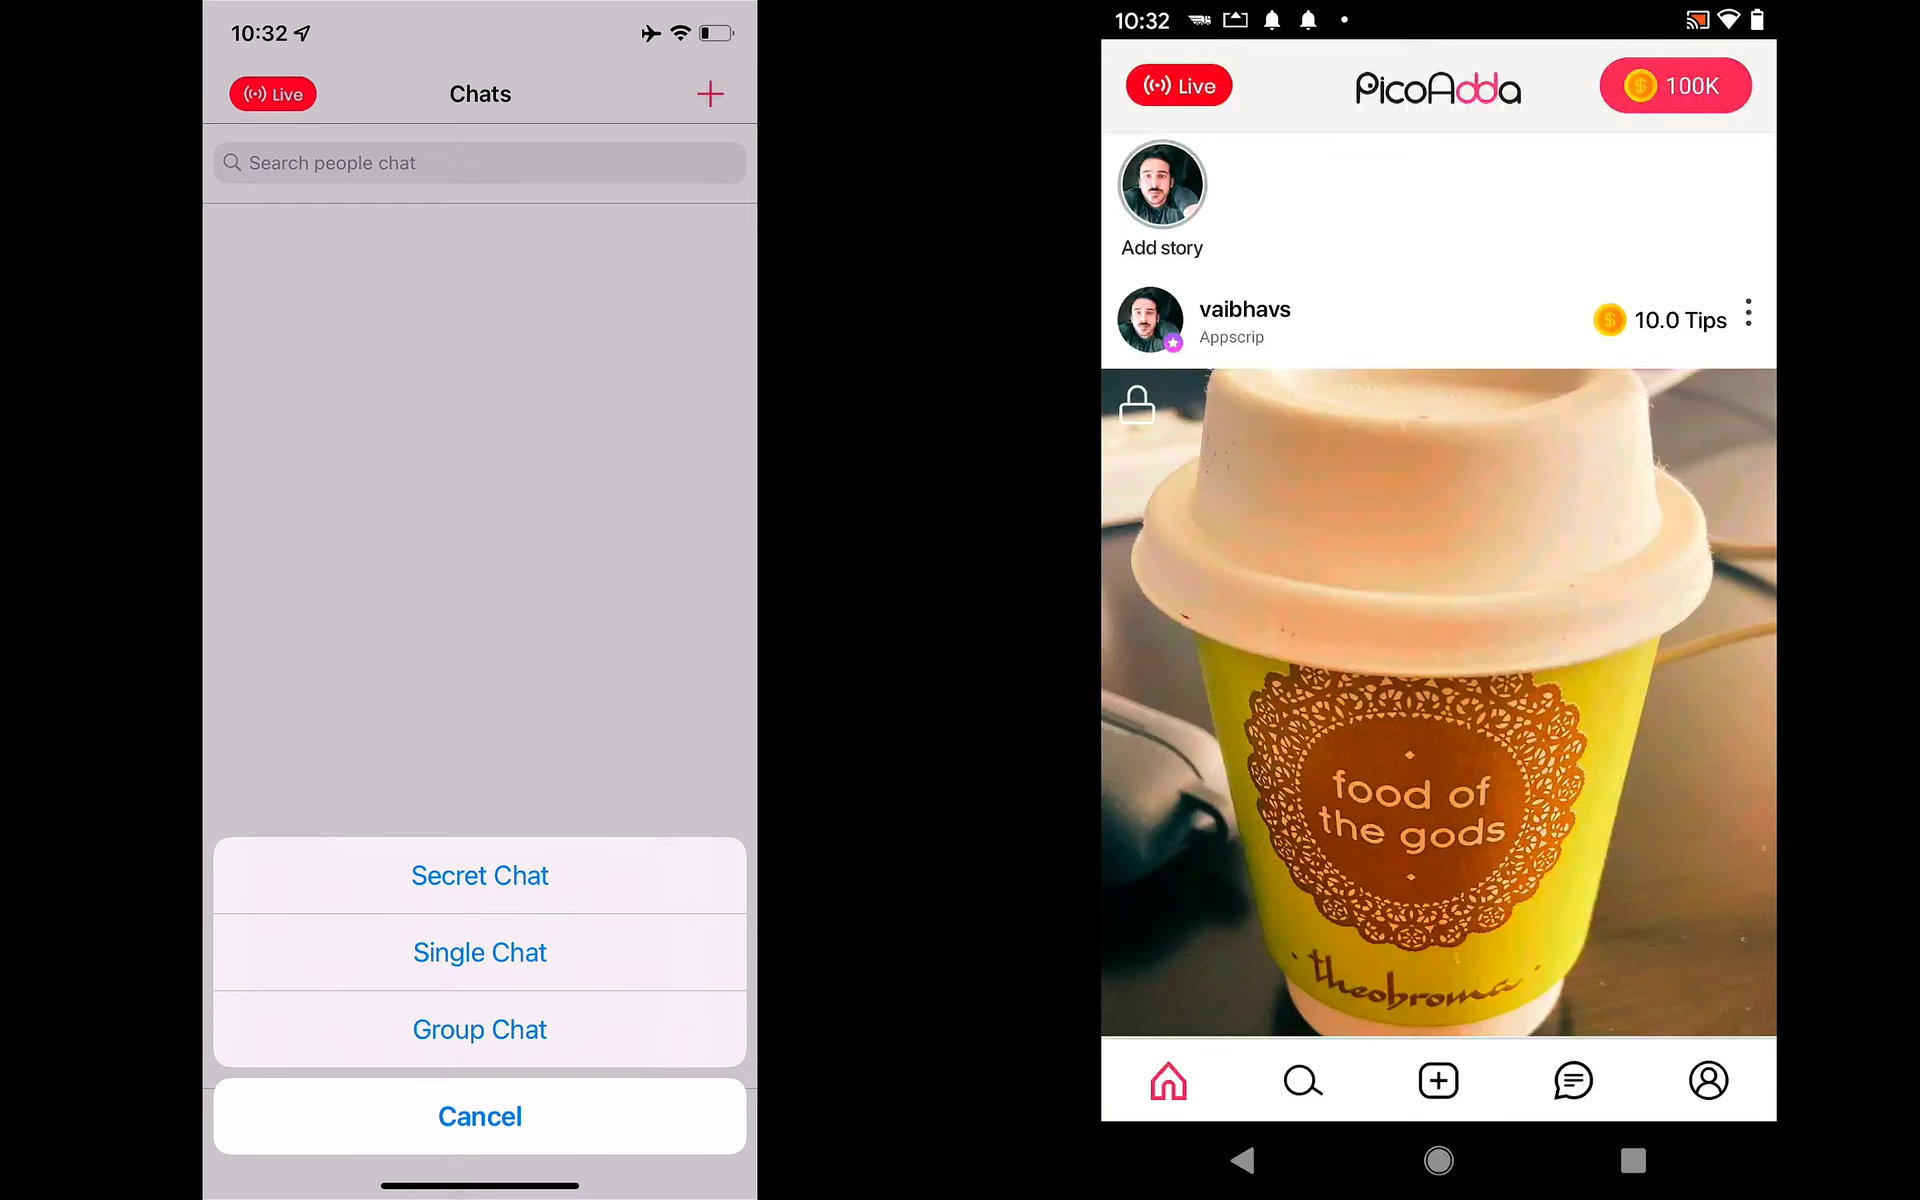 10:32
Live
Chats
Search people chat
Secret Chat
Single Chat
Group Chat
Cancel
10:32
Live
PicoAdda
100K
Add story
vaibhavs
Appscrip
10.0 Tips
food of
the gods
theobroma